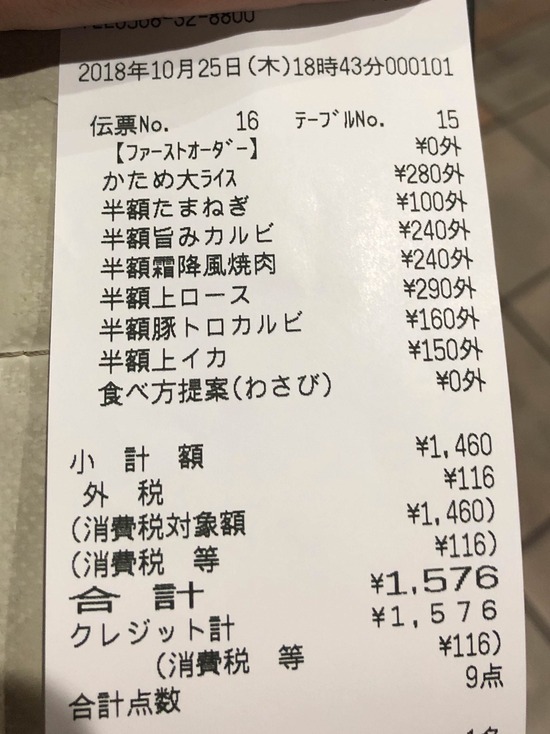 2018年10月25日(木)18時43分000101
伝票No. 16 テーブルNo. 15
【ファーストオーダー】 ¥0外
かため大ライス ¥280外
半額たまねぎ ¥100外
半額旨みカルビ ¥240外
半額霜降風焼肉 ¥240外
半額上ロース ¥290外
半額豚トロカルビ ¥160外
半額上イカ ¥150外
食べ方提案(わさび) ¥0外
小計額 ¥1,460
外税 ¥116
(消費税対象額 ¥1,460)
(消費税等 ¥116)
合計 ¥1,576
クレジット計 ¥1,576
(消費税等 ¥116)
合計点数 9点